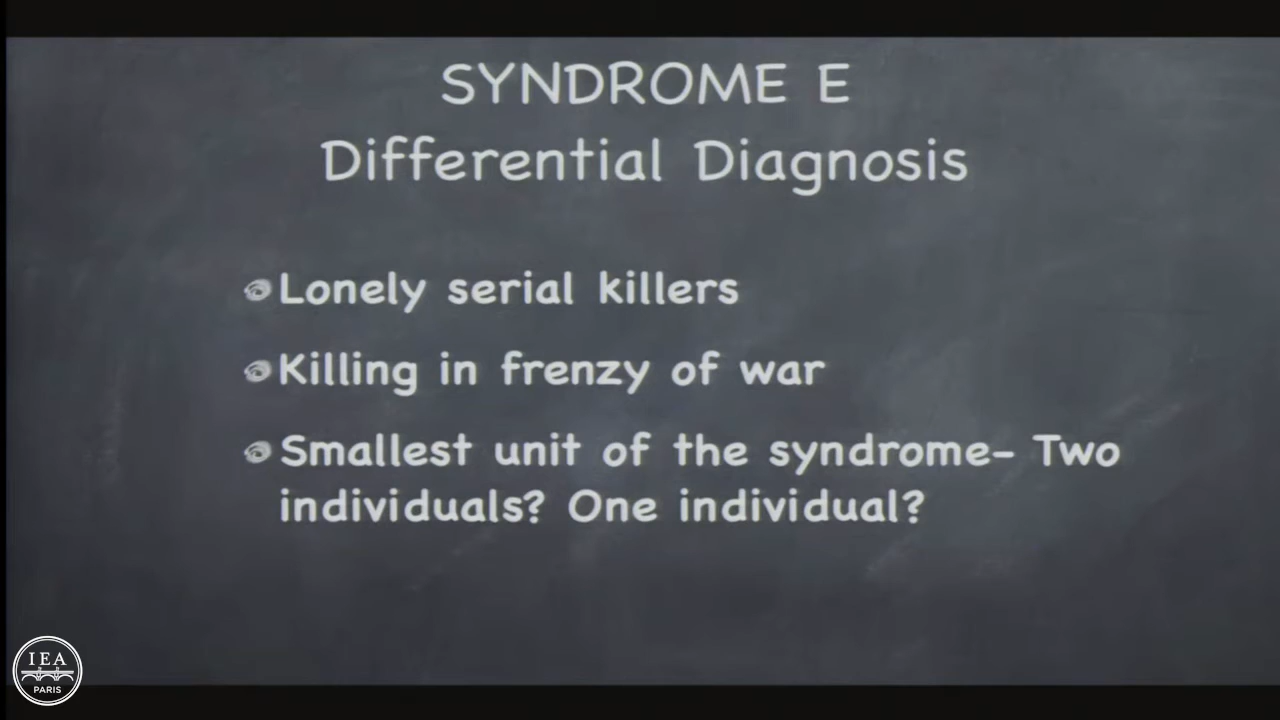 SYNDROME E
Differential Diagnosis
Lonely serial killers
Killing in frenzy of war
Smallest unit of the syndrome- Two
individuals? One individual?
IEA
PARIS